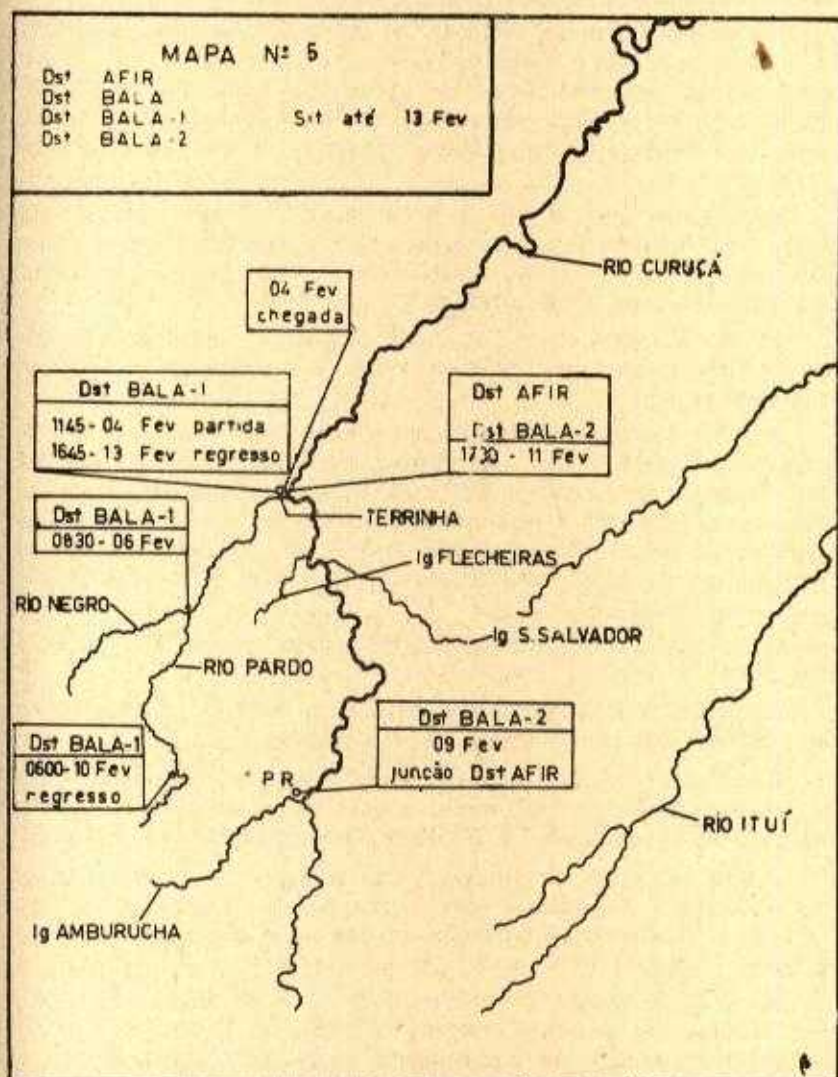 MAPA Nº 5
Dst AFIR
Dst BALA
Dst BALA-1 Sit até 13 Fev
Dst BALA-2
RIO CURUÇÁ
04 Fev
chegada
Dst BALA-1
1145-04 Fev partida
1645-13 Fev regresso
Dst AFIR
Dst BALA-2
1730 - 11 Fev
TERRINHA
Dst BALA-1
0830-06 Fev
Ig FLECHEIRAS
RIO NEGRO
Ig S. SALVADOR
RIO PARDO
Dst BALA-1
0600-10 Fev
regresso
Dst BALA-2
09 Fev
Junção Dst AFIR
PR
RIO ITUÍ
Ig AMBURUCHA